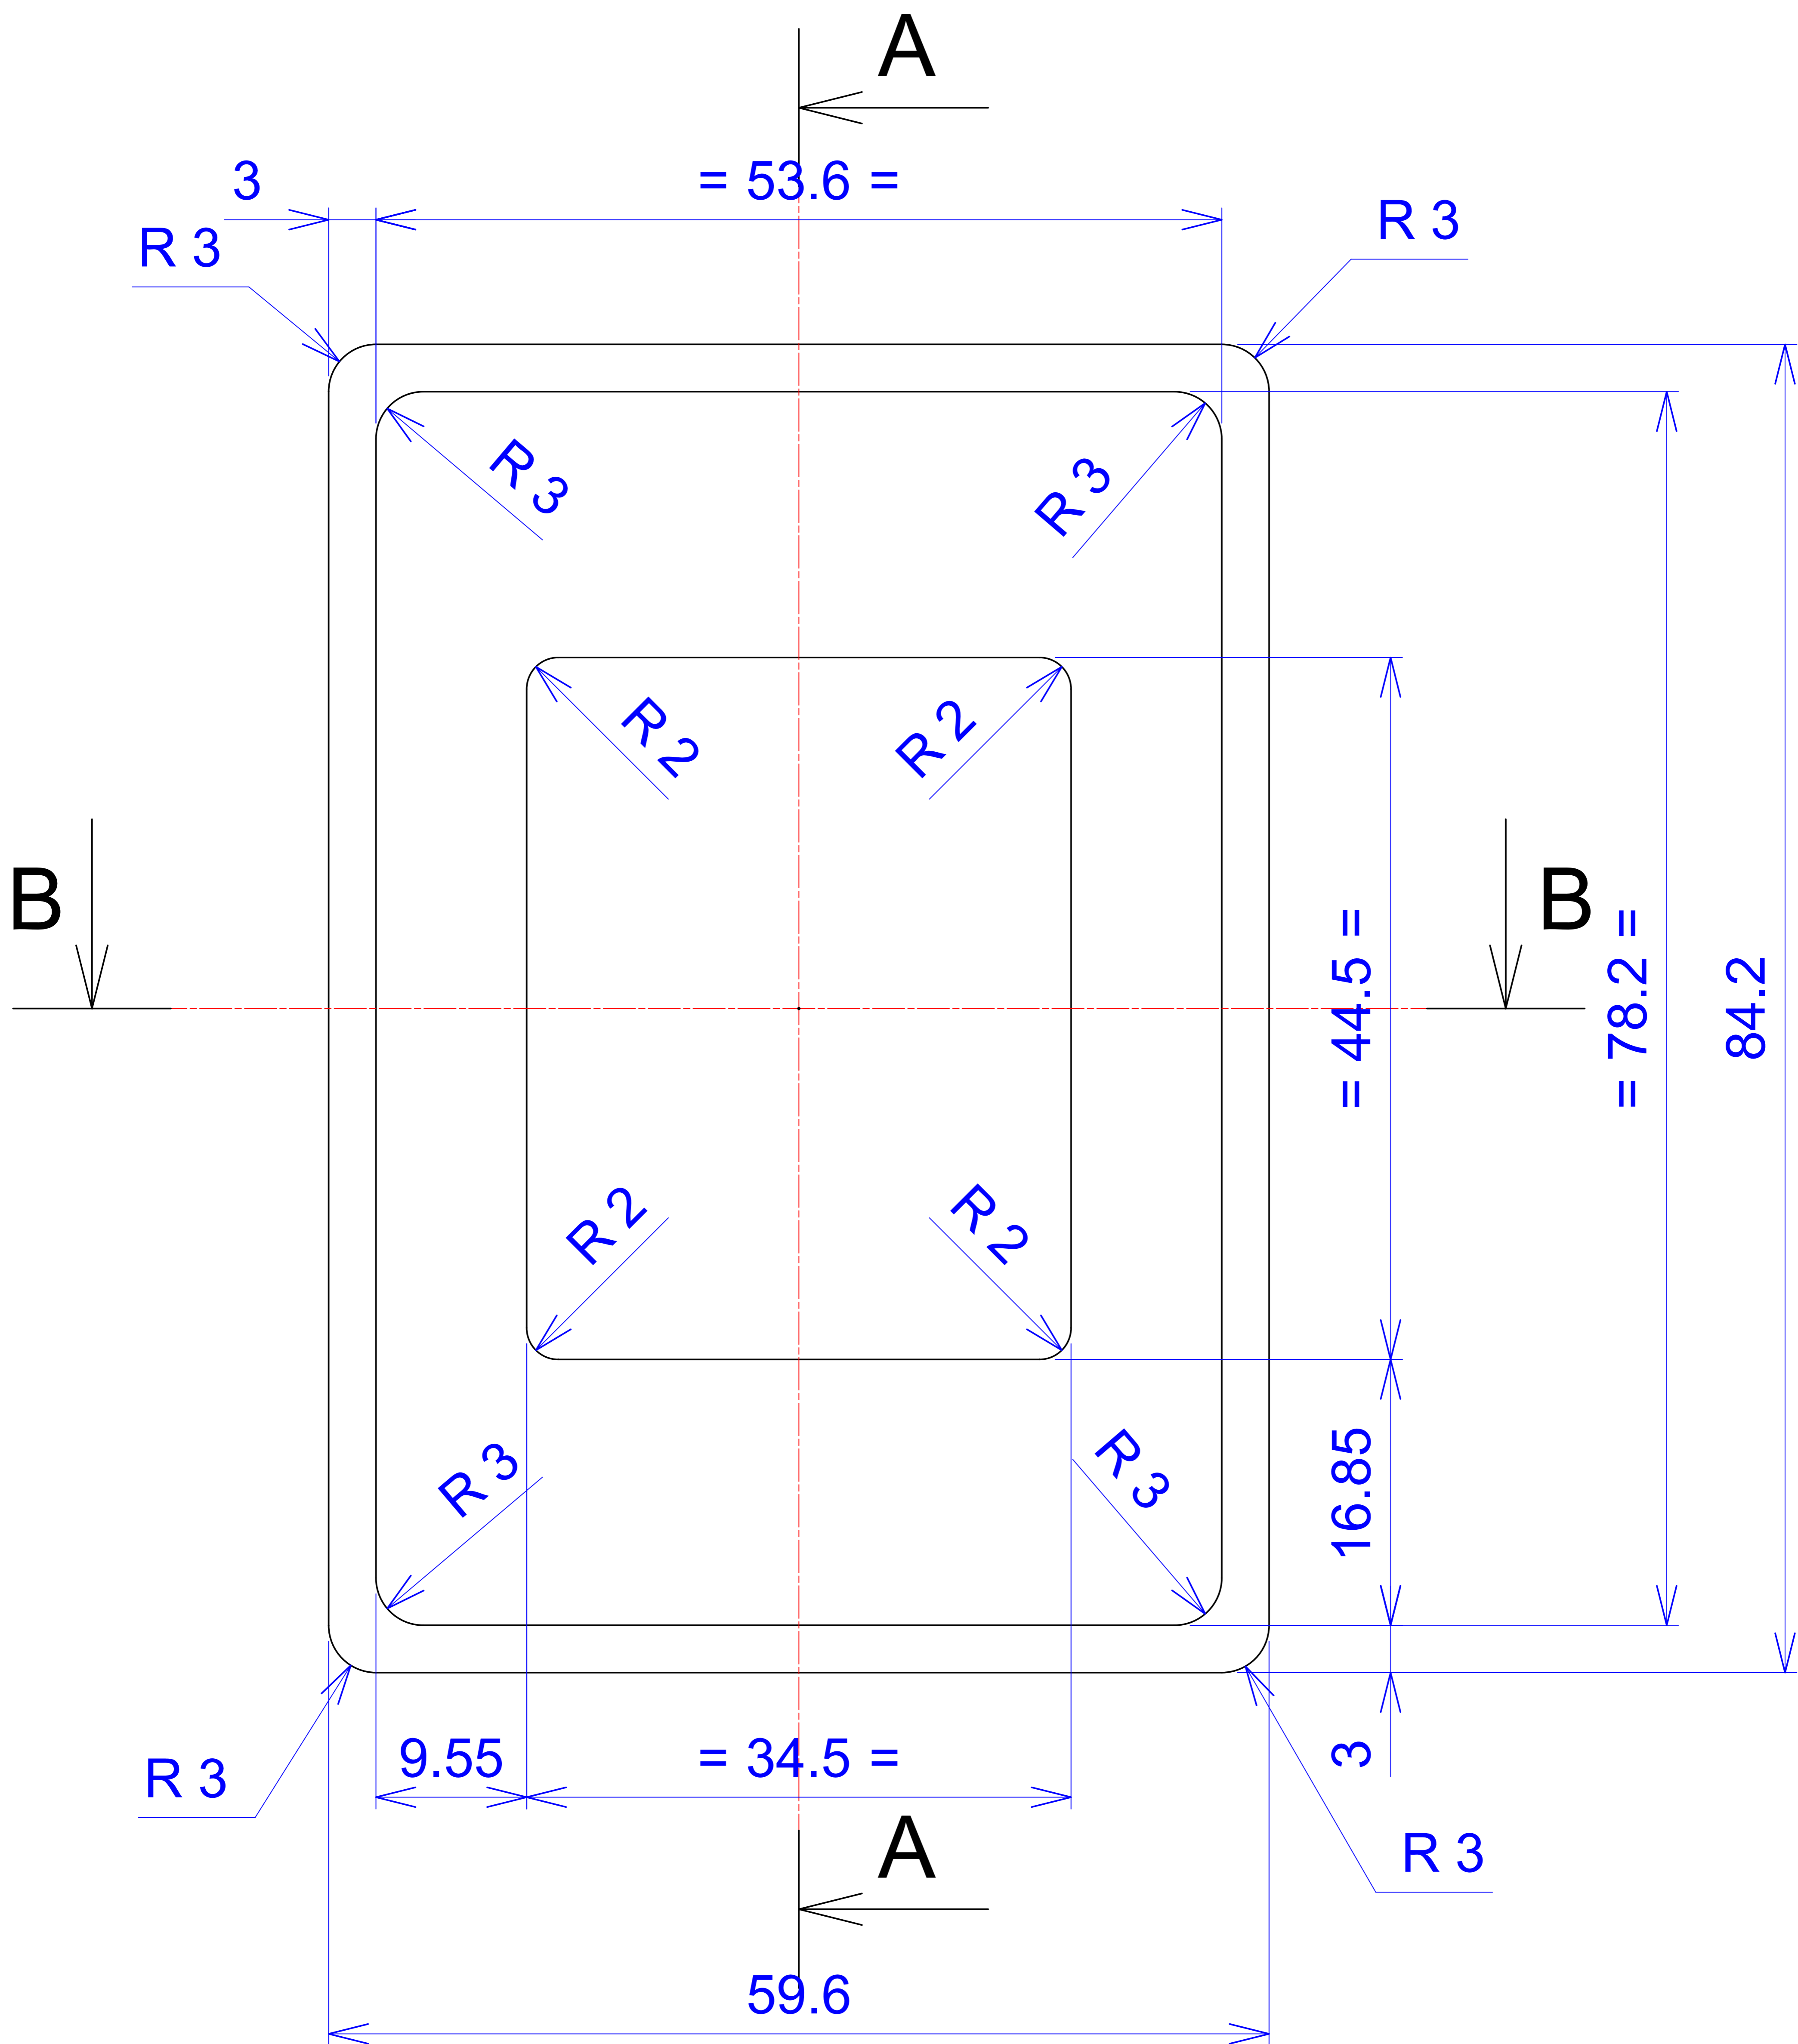 A
3
= 53.6 =
R 3
R 3
R 3
R 3
R 2
R 2
B
B
= 44.5 =
= 78.2 =
84.2
R 2
R 2
R 3
R 3
16.85
9.55
= 34.5 =
3
R 3
A
R 3
59.6